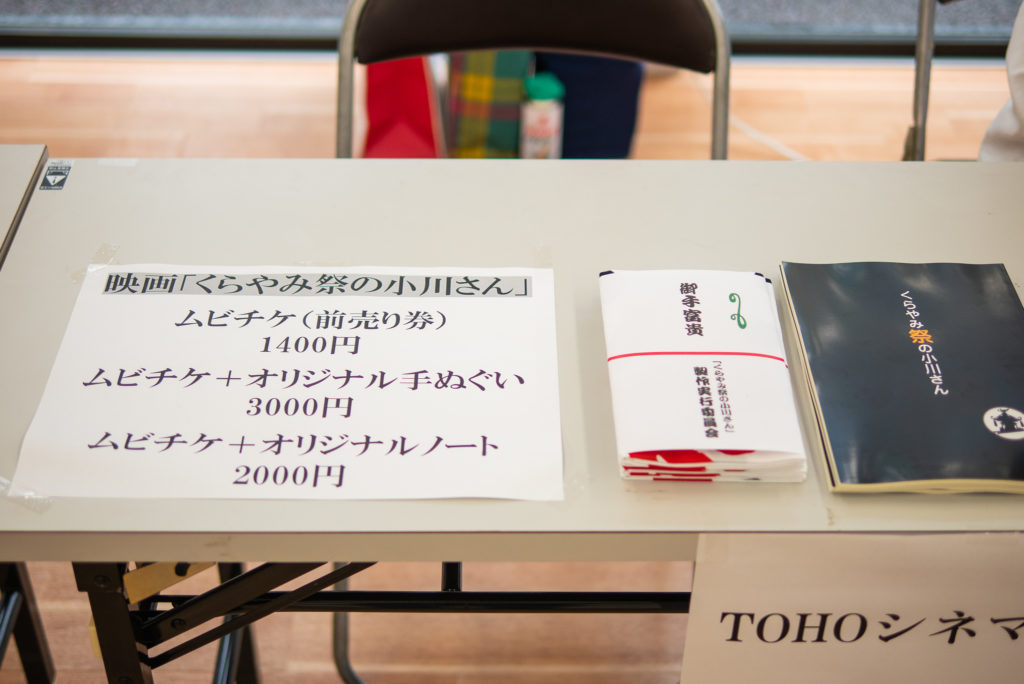 映画「くらやみ祭の小川さん」
ムビチケ（前売り券）
1400円
ムビチケ＋オリジナル手ぬぐい
3000円
ムビチケ＋オリジナルノート
2000円
御手富貴
「くらやみ祭の小川さん」
製作実行委員会
くらやみ祭の小川さん
TOHOシネマ